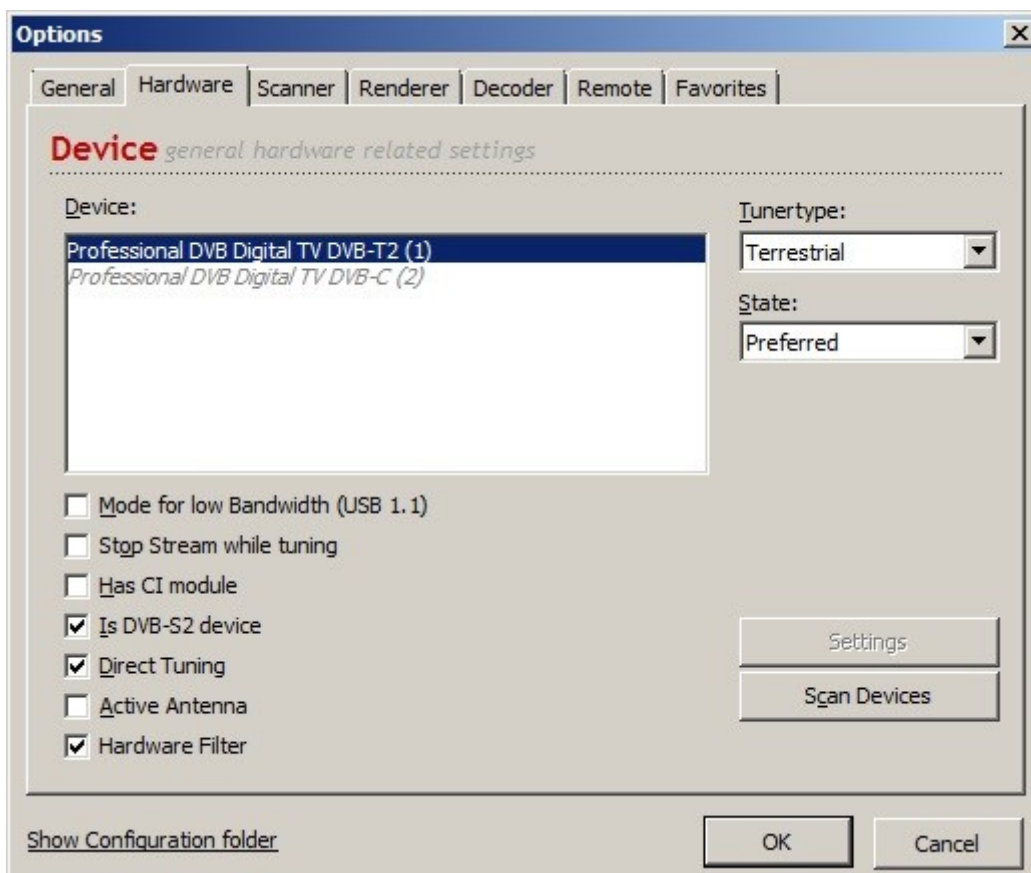 Options
General Hardware Scanner Renderer Decoder Remote Favorites
Device general hardware related settings
Device:
Professional DVB Digital TV DVB-T2 (1)
Professional DVB Digital TV DVB-C (2)
Tunertype:
Terrestrial
State:
Preferred
Mode for low Bandwidth (USB 1.1)
Stop Stream while tuning
Has CI module
Is DVB-S2 device
Direct Tuning
Active Antenna
Hardware Filter
Settings
Scan Devices
Show Configuration folder
OK
Cancel